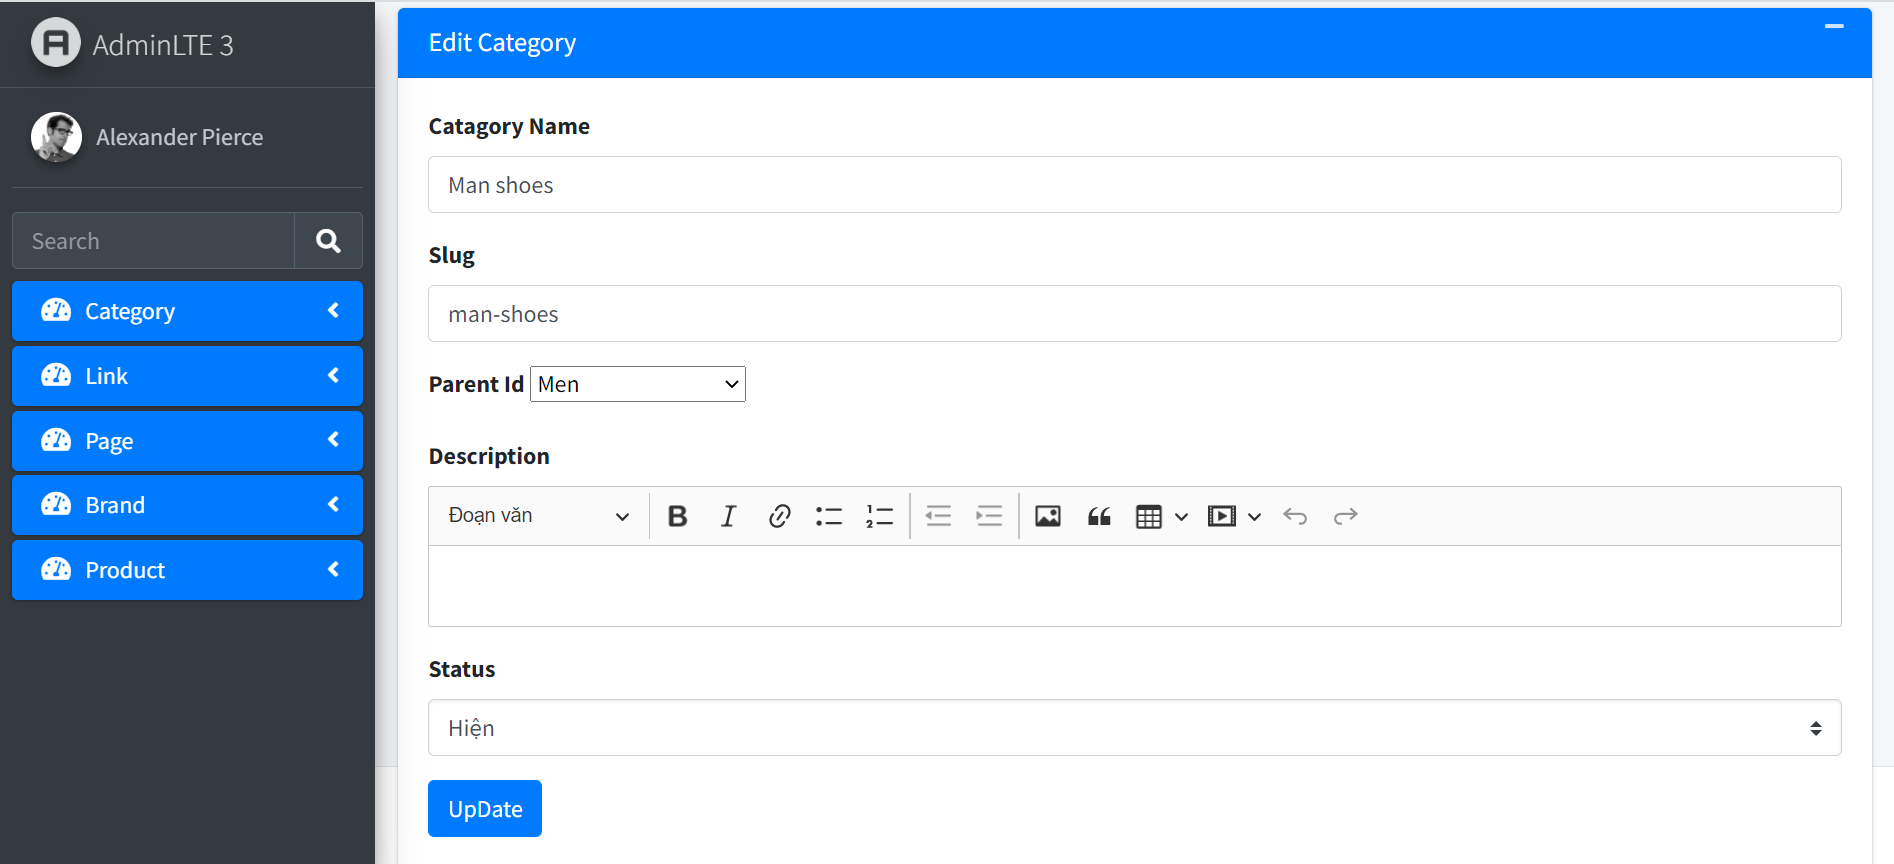 AdminLTE 3
Alexander Pierce
Search
Category
Link
Page
Brand
Product
Edit Category
Catagory Name
Man shoes
Slug
man-shoes
Parent Id Men
Description
Đoạn văn
Status
Hiện
UpDate